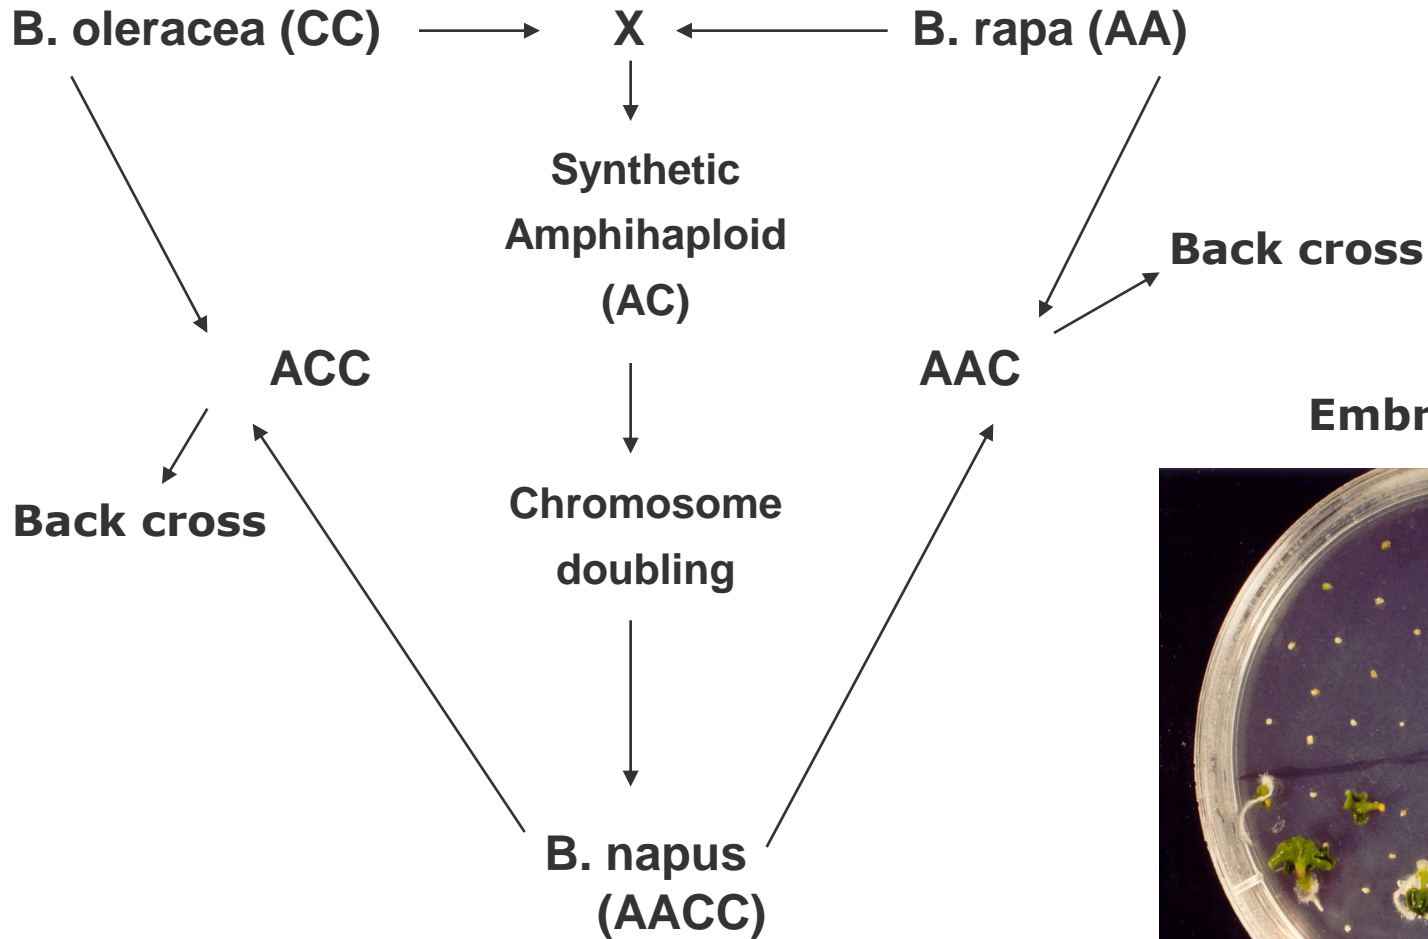 B. oleracea (CC)
X
B. rapa (AA)
Synthetic
Amphihaploid
(AC)
Back cross
ACC
AAC
Back cross
Chromosome
doubling
B. napus
(AACC)